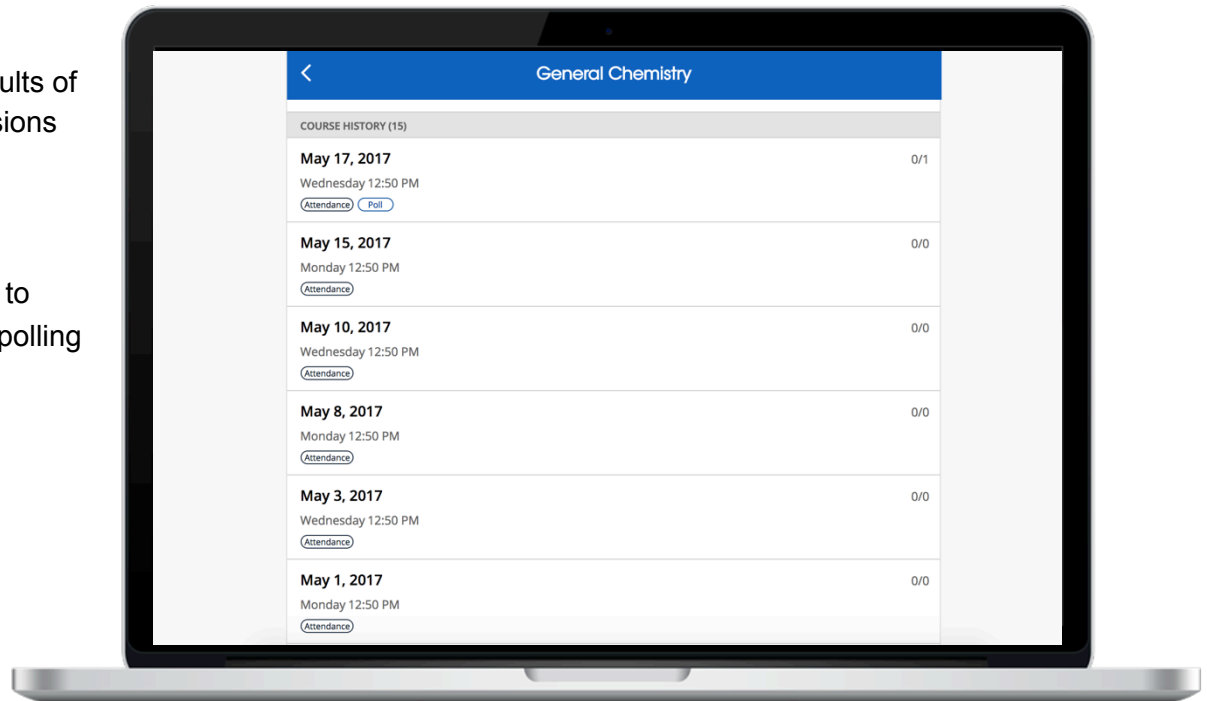 ults of
sions
to
polling
General Chemistry
COURSE HISTORY (15)
May 17, 2017
0/1
Wednesday 12:50 PM
Attendance Poll
May 15, 2017
0/0
Monday 12:50 PM
Attendance
May 10, 2017
0/0
Wednesday 12:50 PM
Attendance
May 8, 2017
0/0
Monday 12:50 PM
Attendance
May 3, 2017
0/0
Wednesday 12:50 PM
Attendance
May 1, 2017
0/0
Monday 12:50 PM
Attendance